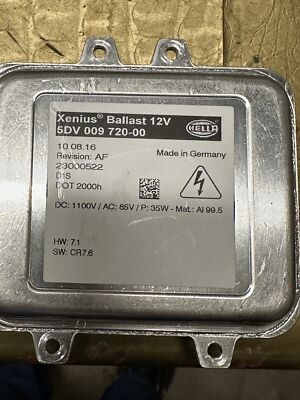 Xenius® Ballast 12V
5DV 009 720-00
HELLA
10.08.16
Made in Germany
Revision: AF
23000522
D1S
DOT 2000h
DC: 1100V / AC: 85V / P: 35W - Mat.: Al 99.5
HW: 7.1
SW: CR7.6